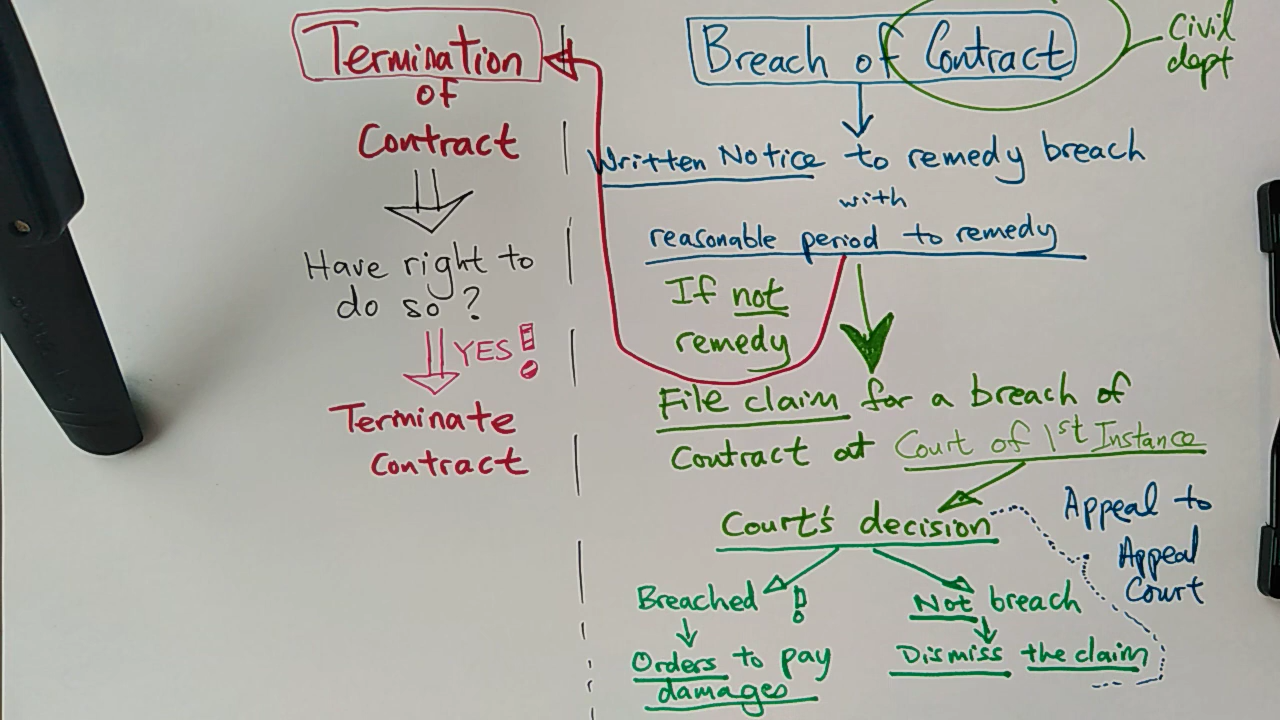 Termination
of
Contract
Have right to
do so?
YES!
Terminate
Contract
Breach of Contract
Civil
dept
Written Notice to remedy breach
with
reasonable period to remedy
If not
remedy
File claim for a breach of
Contract at Court of 1st Instance
Court's decision
Appeal to
Appeal
Court
Breached !
Orders to pay
damages
Not breach
Dismiss the claim